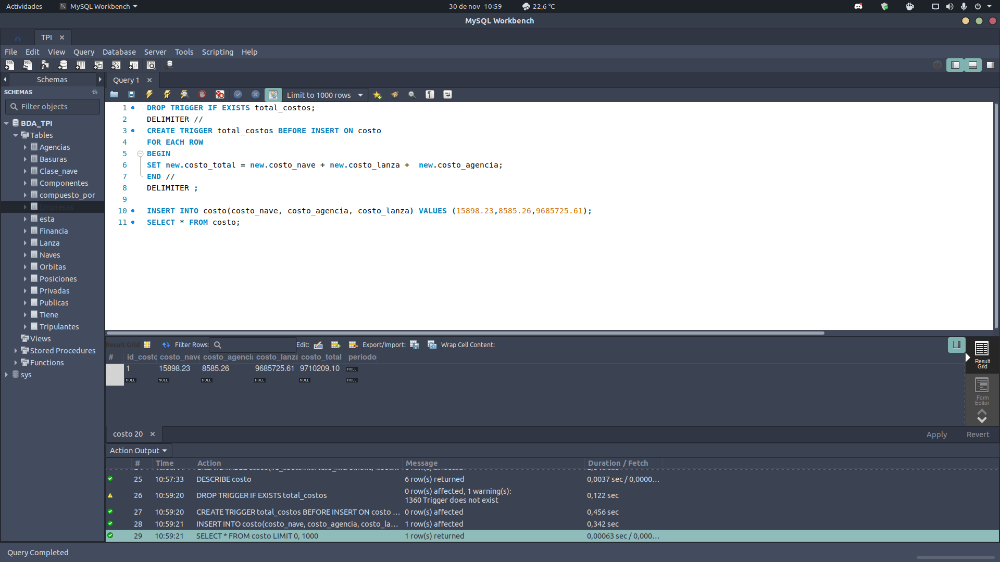 Actividades
MySQL Workbench
30 de nov 10:59
22,6 °C
MySQL Workbench
TPI
File Edit View Query Database Server Tools Scripting Help
Schemas
Query 1
SCHEMAS
Filter objects
Limit to 1000 rows
BDA_TPI
Tables
Agencias
Basuras
Clase_nave
Componentes
compuesto_por
Empresas
esta
Financia
Lanza
Naves
Orbitas
Posiciones
Privadas
Publicas
Tiene
Tripulantes
Views
Stored Procedures
Functions
sys
1 DROP TRIGGER IF EXISTS total_costos;
2 DELIMITER //
3 CREATE TRIGGER total_costos BEFORE INSERT ON costo
4 FOR EACH ROW
5 BEGIN
6 SET new.costo_total = new.costo_nave + new.costo_lanza +  new.costo_agencia;
7 END //
8 DELIMITER ;
9
10 INSERT INTO costo(costo_nave, costo_agencia, costo_lanza) VALUES (15898.23,8585.26,9685725.61);
11 SELECT * FROM costo;
Result Grid Filter Rows: Edit: Export/Import: Wrap Cell Content:
# id_costo costo_nave costo_agencia costo_lanza costo_total periodo
1 15898.23 8585.26 9685725.61 9710209.10 NULL
NULL NULL NULL NULL NULL NULL
Result Grid
Form Editor
costo 20
Apply Revert
Action Output
# Time Action Message Duration / Fetch
25 10:57:33 DESCRIBE costo 6 row(s) returned 0,0037 sec / 0,0000...
26 10:59:20 DROP TRIGGER IF EXISTS total_costos 0 row(s) affected, 1 warning(s):
1360 Trigger does not exist 0,122 sec
27 10:59:20 CREATE TRIGGER total_costos BEFORE INSERT ON costo ... 0 row(s) affected 0,456 sec
28 10:59:21 INSERT INTO costo(costo_nave, costo_agencia, costo_la... 1 row(s) affected 0,342 sec
29 10:59:21 SELECT * FROM costo LIMIT 0, 1000 1 row(s) returned 0,00063 sec / 0,000...
Query Completed